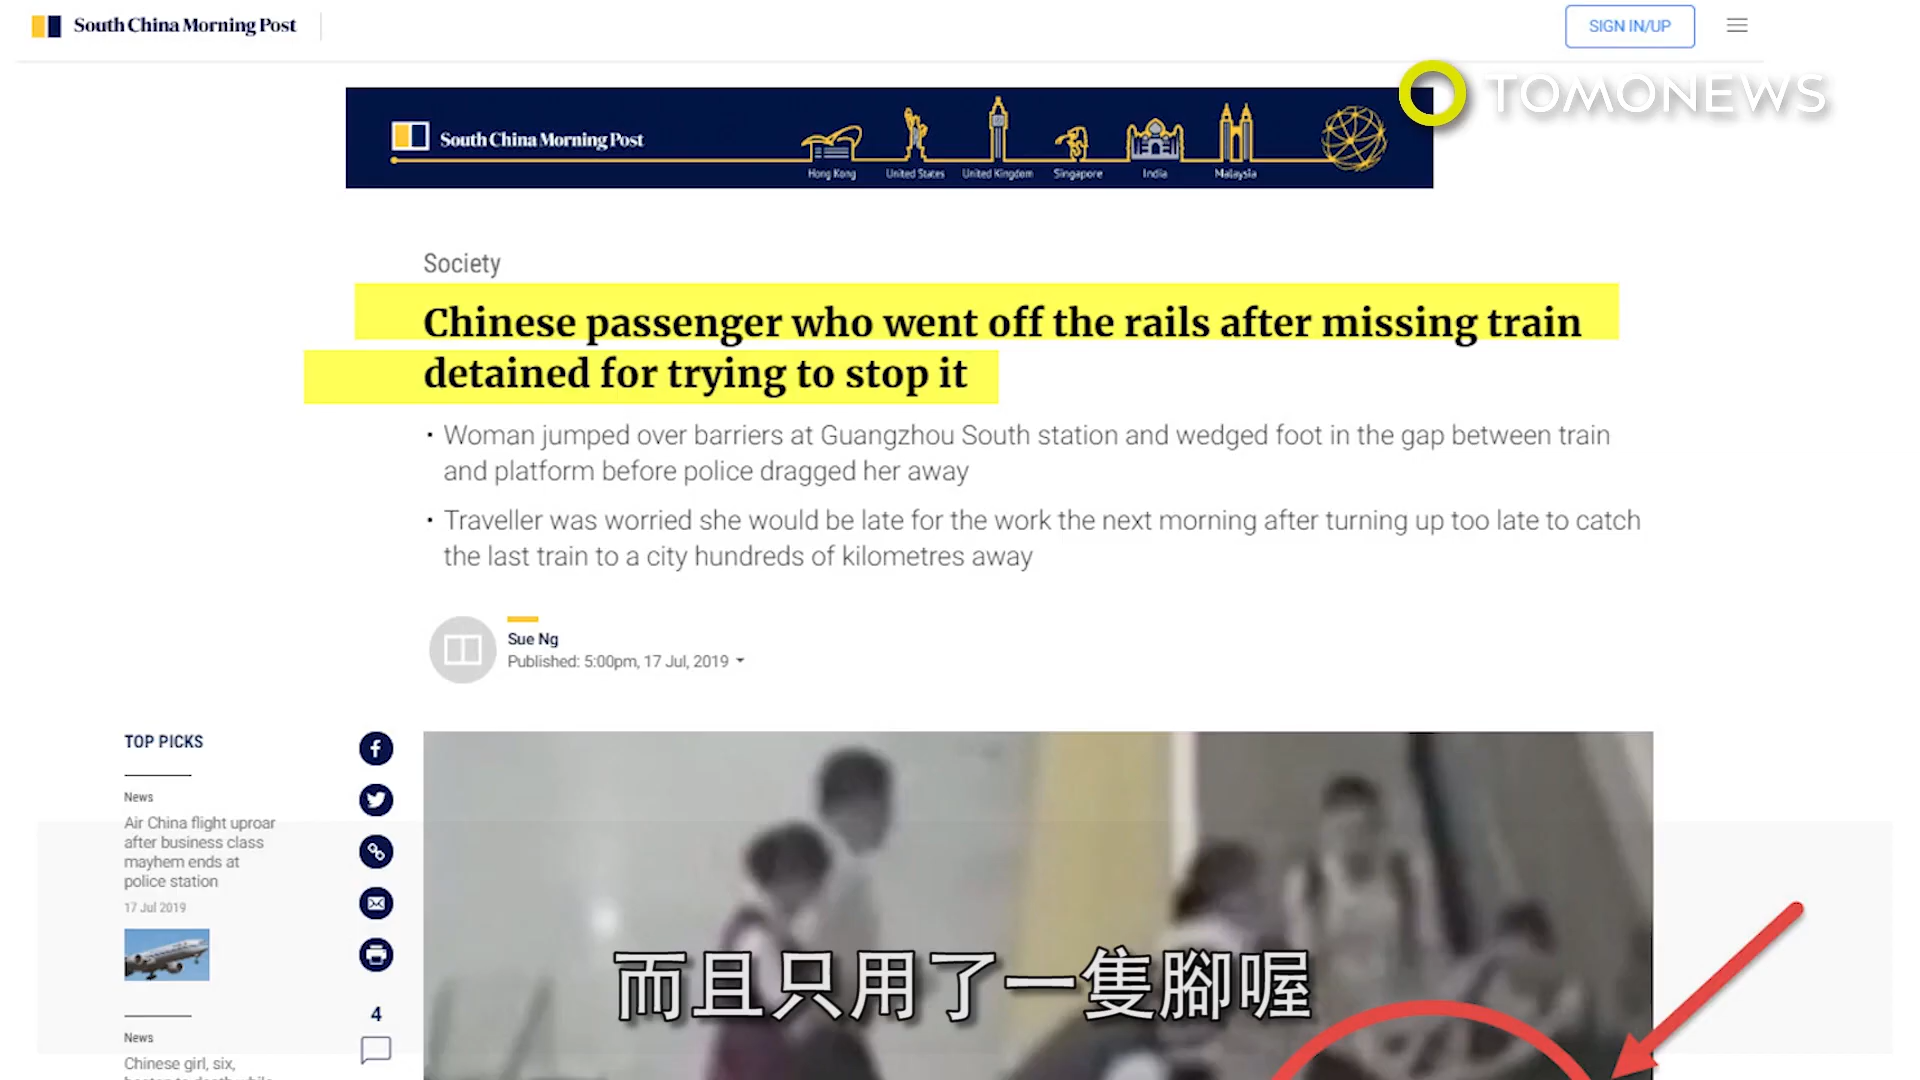 South China Morning Post
SIGN IN/UP
TOMONEWS
South China Morning Post
Hong Kong
United States
United Kingdom
Singapore
India
Malaysia
Society
Chinese passenger who went off the rails after missing train
detained for trying to stop it
• Woman jumped over barriers at Guangzhou South station and wedged foot in the gap between train
and platform before police dragged her away
• Traveller was worried she would be late for the work the next morning after turning up too late to catch
the last train to a city hundreds of kilometres away
Sue Ng
Published: 5:00pm, 17 Jul, 2019
TOP PICKS
News
Air China flight uproar
after business class
mayhem ends at
police station
17 Jul 2019
4
News
Chinese girl, six,
而且只用了一隻腳喔